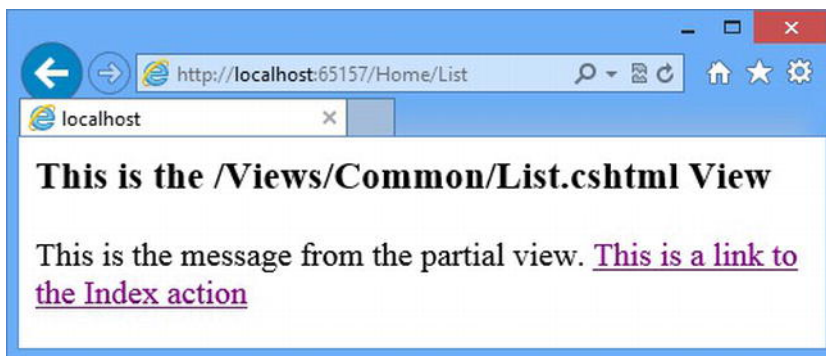 http://localhost:65157/Home/List
localhost
This is the /Views/Common/List.cshtml View
This is the message from the partial view. This is a link to
the Index action